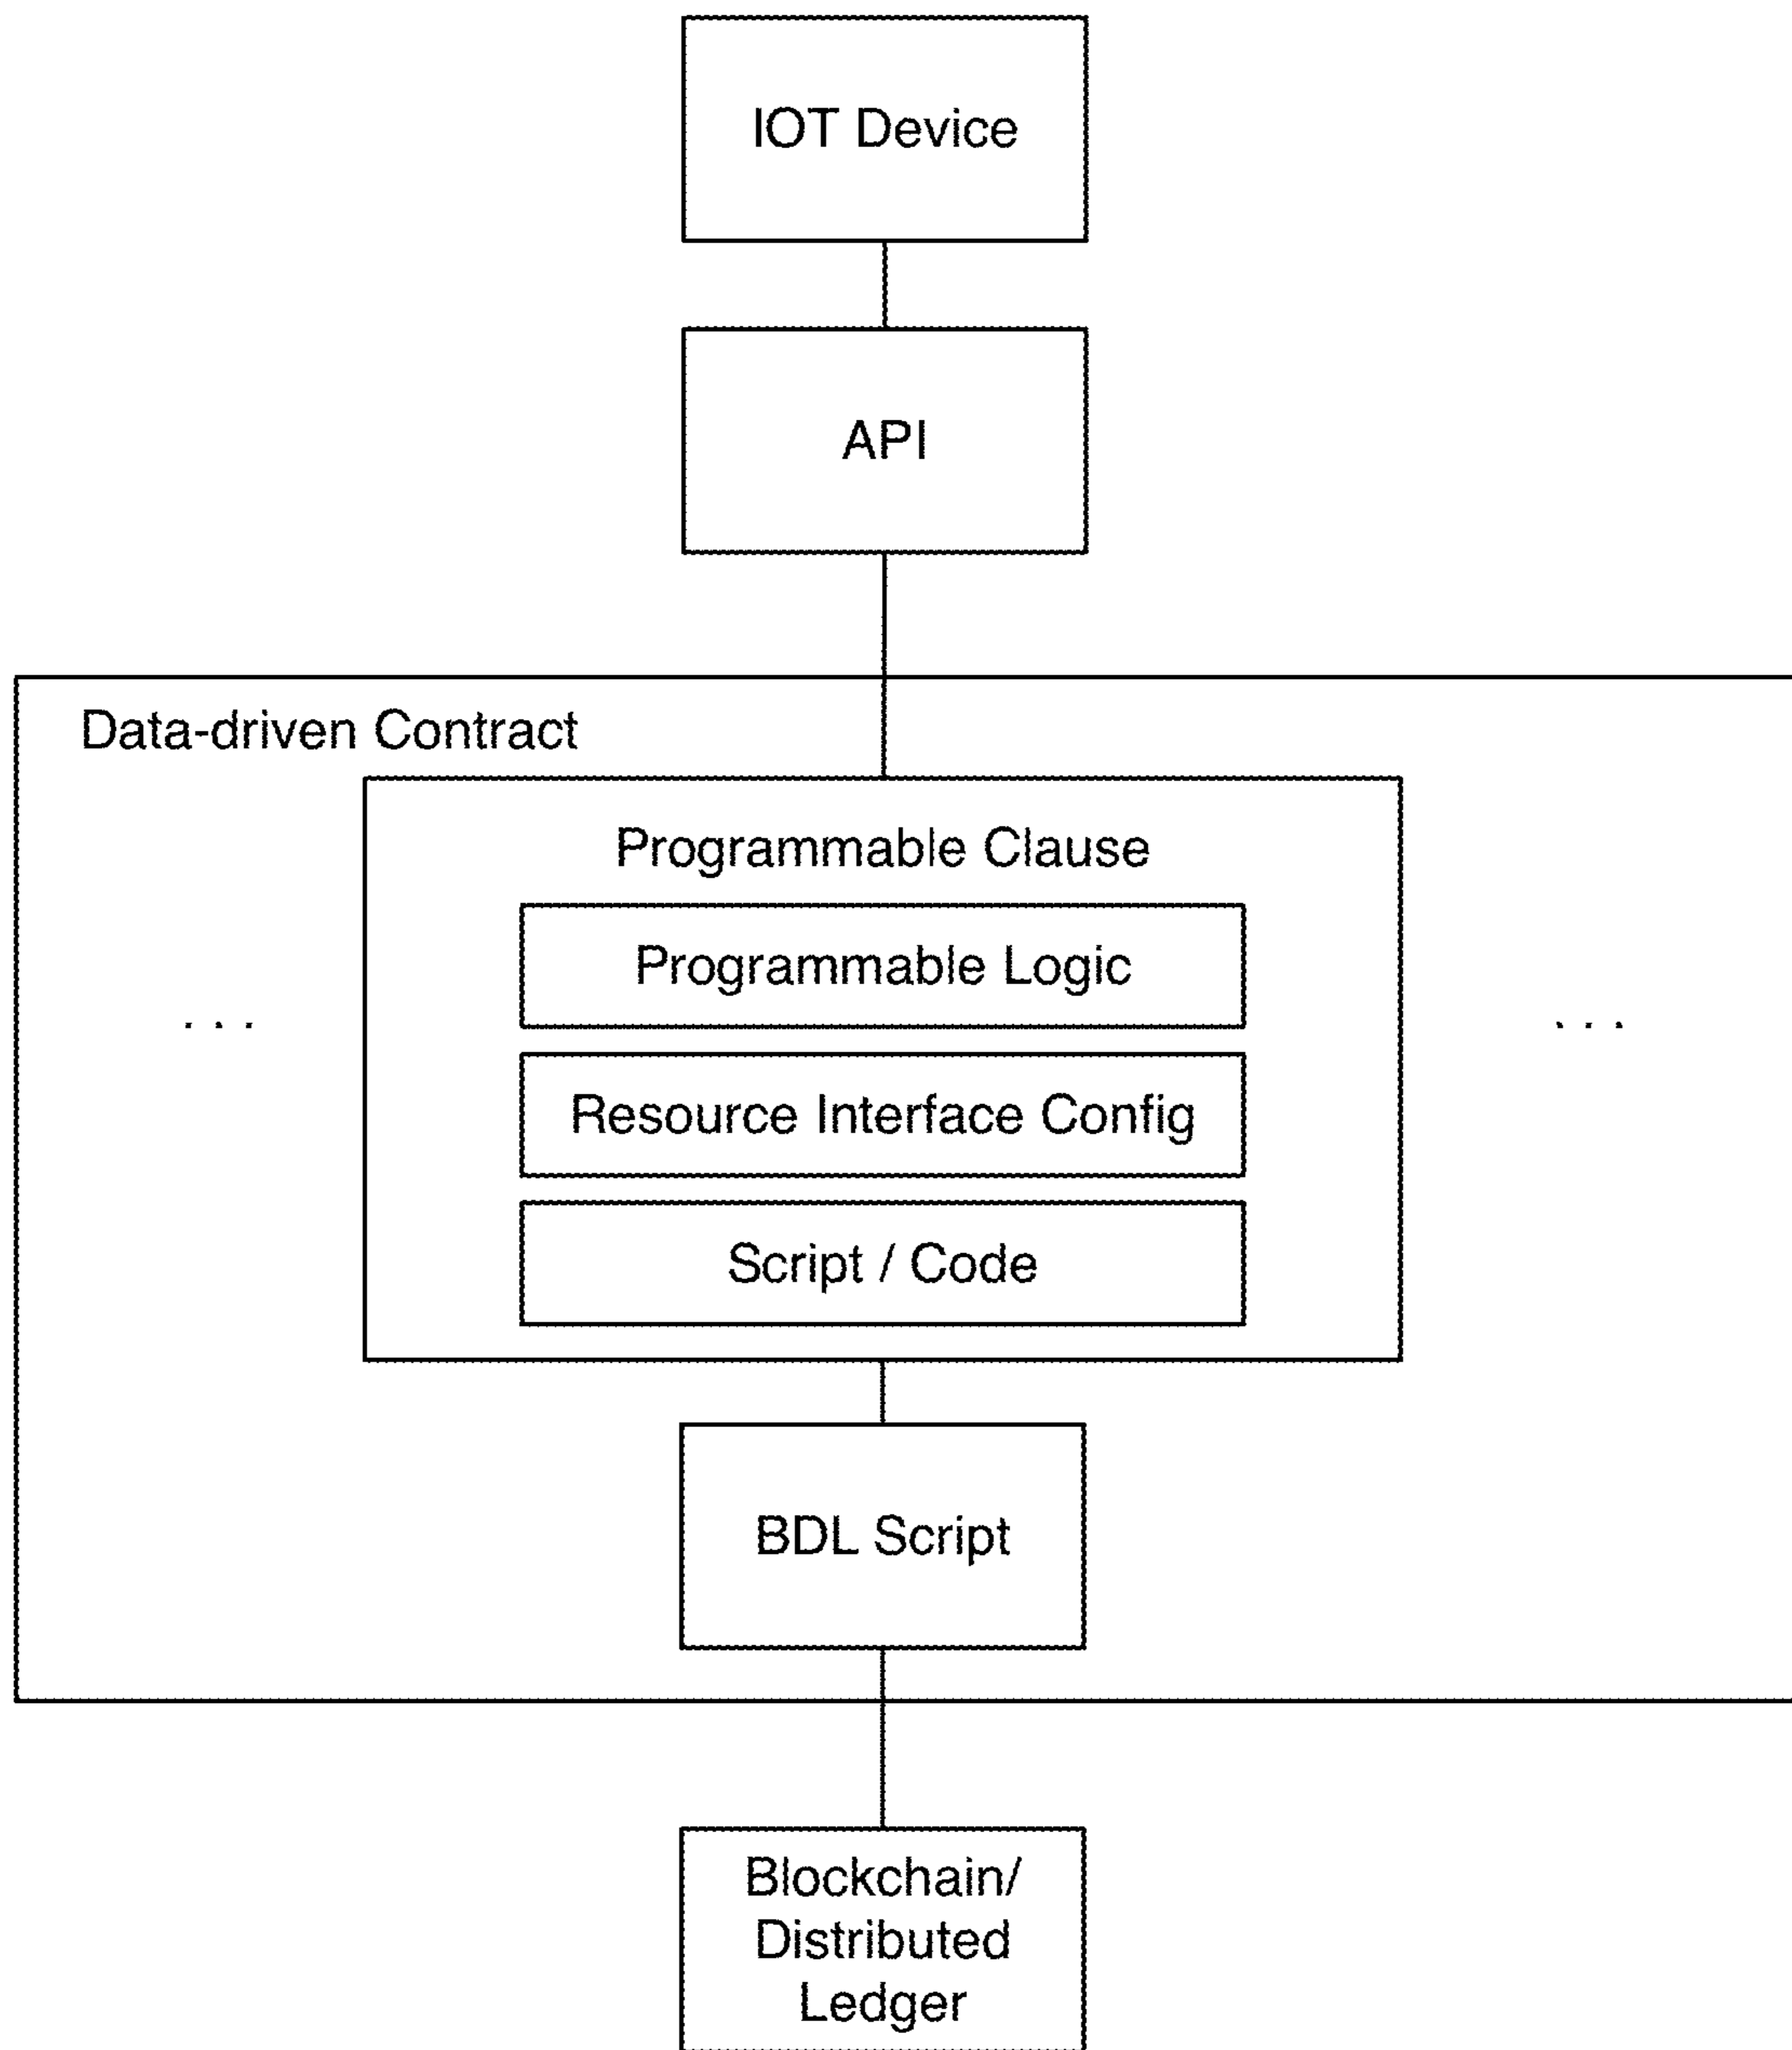 IOT Device
API
Data-driven Contract
Programmable Clause
Programmable Logic
. . .
. . .
Resource Interface Config
Script / Code
BDL Script
Blockchain/
Distributed
Ledger